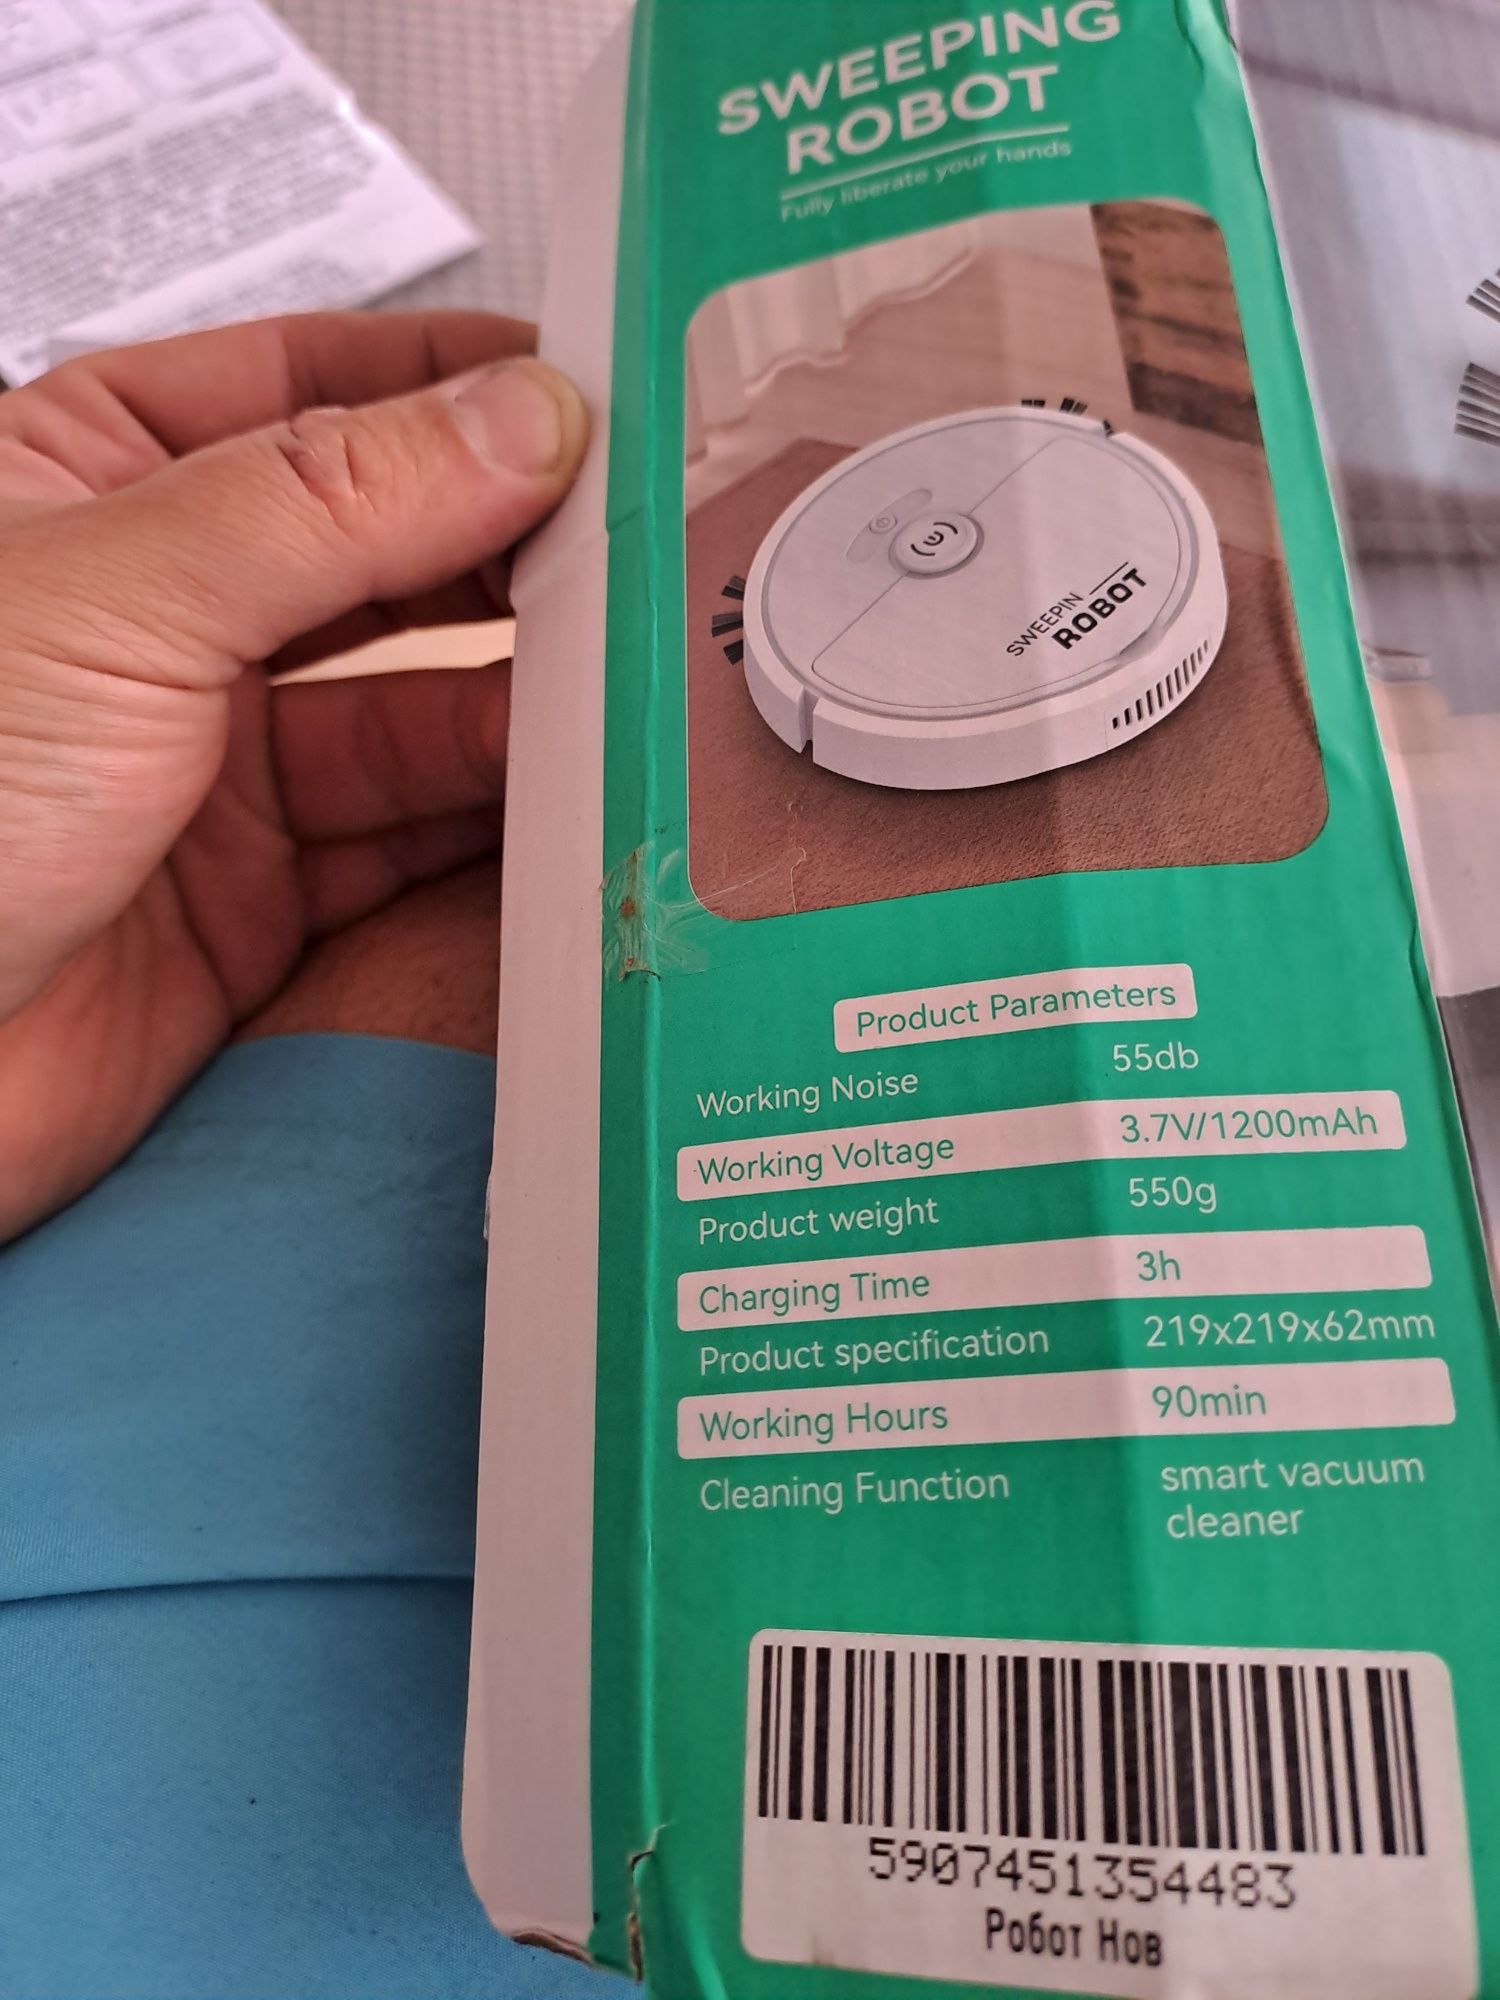 SWEEPING
ROBOT
Fully liberate your hands
SWEEPIN
ROBOT
Product Parameters
Working Noise 55db
Working Voltage 3.7V/1200mAh
Product weight 550g
Charging Time 3h
Product specification 219x219x62mm
Working Hours 90min
Cleaning Function smart vacuum
cleaner
5907451354483
Робот Нов